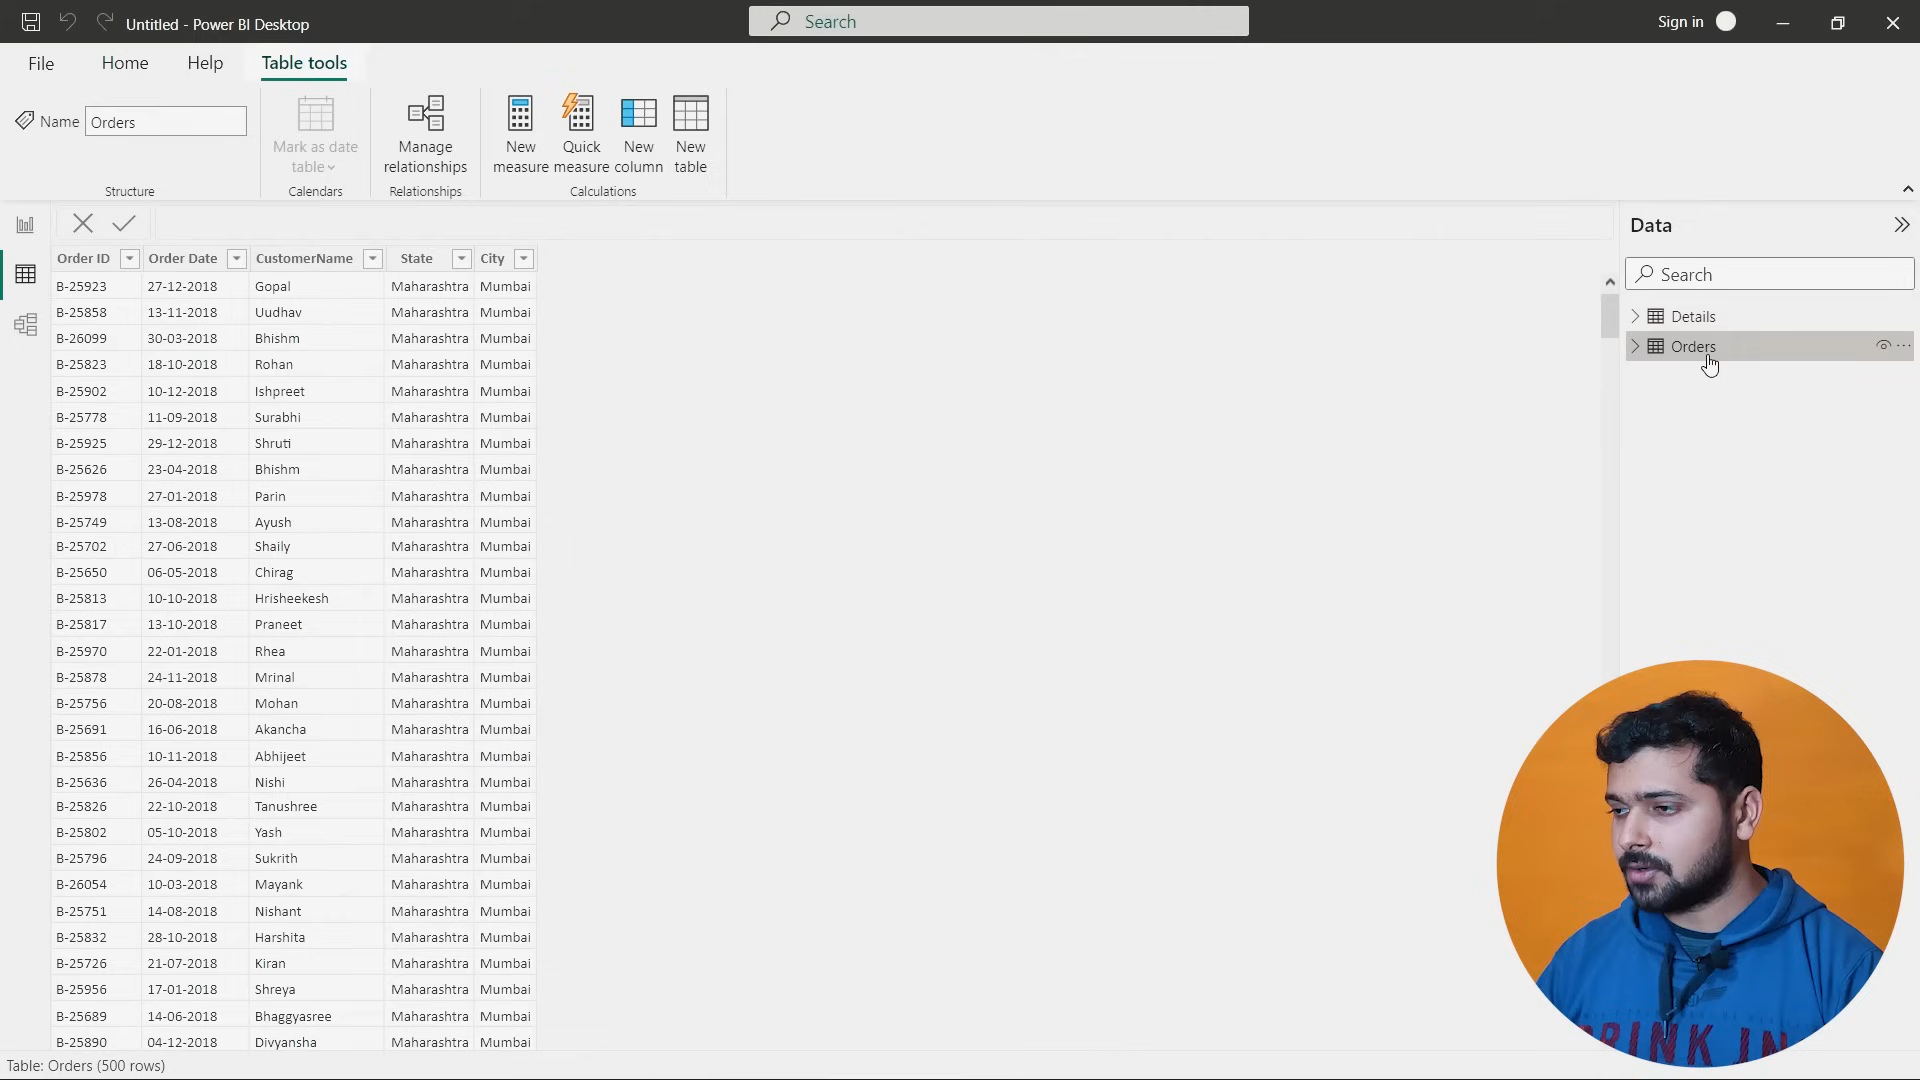 Untitled - Power BI Desktop
Search
Sign in
File Home Help Table tools
Name Orders
Mark as date table
Manage relationships
New measure
Quick measure
New column
New table
Structure Calendars Relationships Calculations
Data
Search
Details
Orders
Order ID Order Date CustomerName State City
B-25923 27-12-2018 Gopal Maharashtra Mumbai
B-25858 13-11-2018 Uudhav Maharashtra Mumbai
B-26099 30-03-2018 Bhishm Maharashtra Mumbai
B-25823 18-10-2018 Rohan Maharashtra Mumbai
B-25902 10-12-2018 Ishpreet Maharashtra Mumbai
B-25778 11-09-2018 Surabhi Maharashtra Mumbai
B-25925 29-12-2018 Shruti Maharashtra Mumbai
B-25626 23-04-2018 Bhishm Maharashtra Mumbai
B-25978 27-01-2018 Parin Maharashtra Mumbai
B-25749 13-08-2018 Ayush Maharashtra Mumbai
B-25702 27-06-2018 Shaily Maharashtra Mumbai
B-25650 06-05-2018 Chirag Maharashtra Mumbai
B-25813 10-10-2018 Hrisheekesh Maharashtra Mumbai
B-25817 13-10-2018 Praneet Maharashtra Mumbai
B-25970 22-01-2018 Rhea Maharashtra Mumbai
B-25878 24-11-2018 Mrinal Maharashtra Mumbai
B-25756 20-08-2018 Mohan Maharashtra Mumbai
B-25691 16-06-2018 Akancha Maharashtra Mumbai
B-25856 10-11-2018 Abhijeet Maharashtra Mumbai
B-25636 26-04-2018 Nishi Maharashtra Mumbai
B-25826 22-10-2018 Tanushree Maharashtra Mumbai
B-25802 05-10-2018 Yash Maharashtra Mumbai
B-25796 24-09-2018 Sukrith Maharashtra Mumbai
B-26054 10-03-2018 Mayank Maharashtra Mumbai
B-25751 14-08-2018 Nishant Maharashtra Mumbai
B-25832 28-10-2018 Harshita Maharashtra Mumbai
B-25726 21-07-2018 Kiran Maharashtra Mumbai
B-25956 17-01-2018 Shreya Maharashtra Mumbai
B-25689 14-06-2018 Bhaggyasree Maharashtra Mumbai
B-25890 04-12-2018 Divyansha Maharashtra Mumbai
Table: Orders (500 rows)